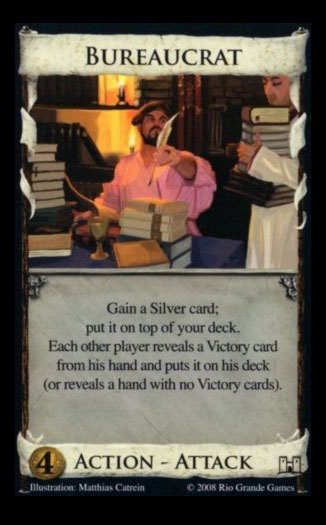 BUREAUCRAT
Gain a Silver card;
put it on top of your deck.
Each other player reveals a Victory card
from his hand and puts it on his deck
(or reveals a hand with no Victory cards).
4 ACTION - ATTACK
Illustration: Matthias Catrein © 2008 Rio Grande Games